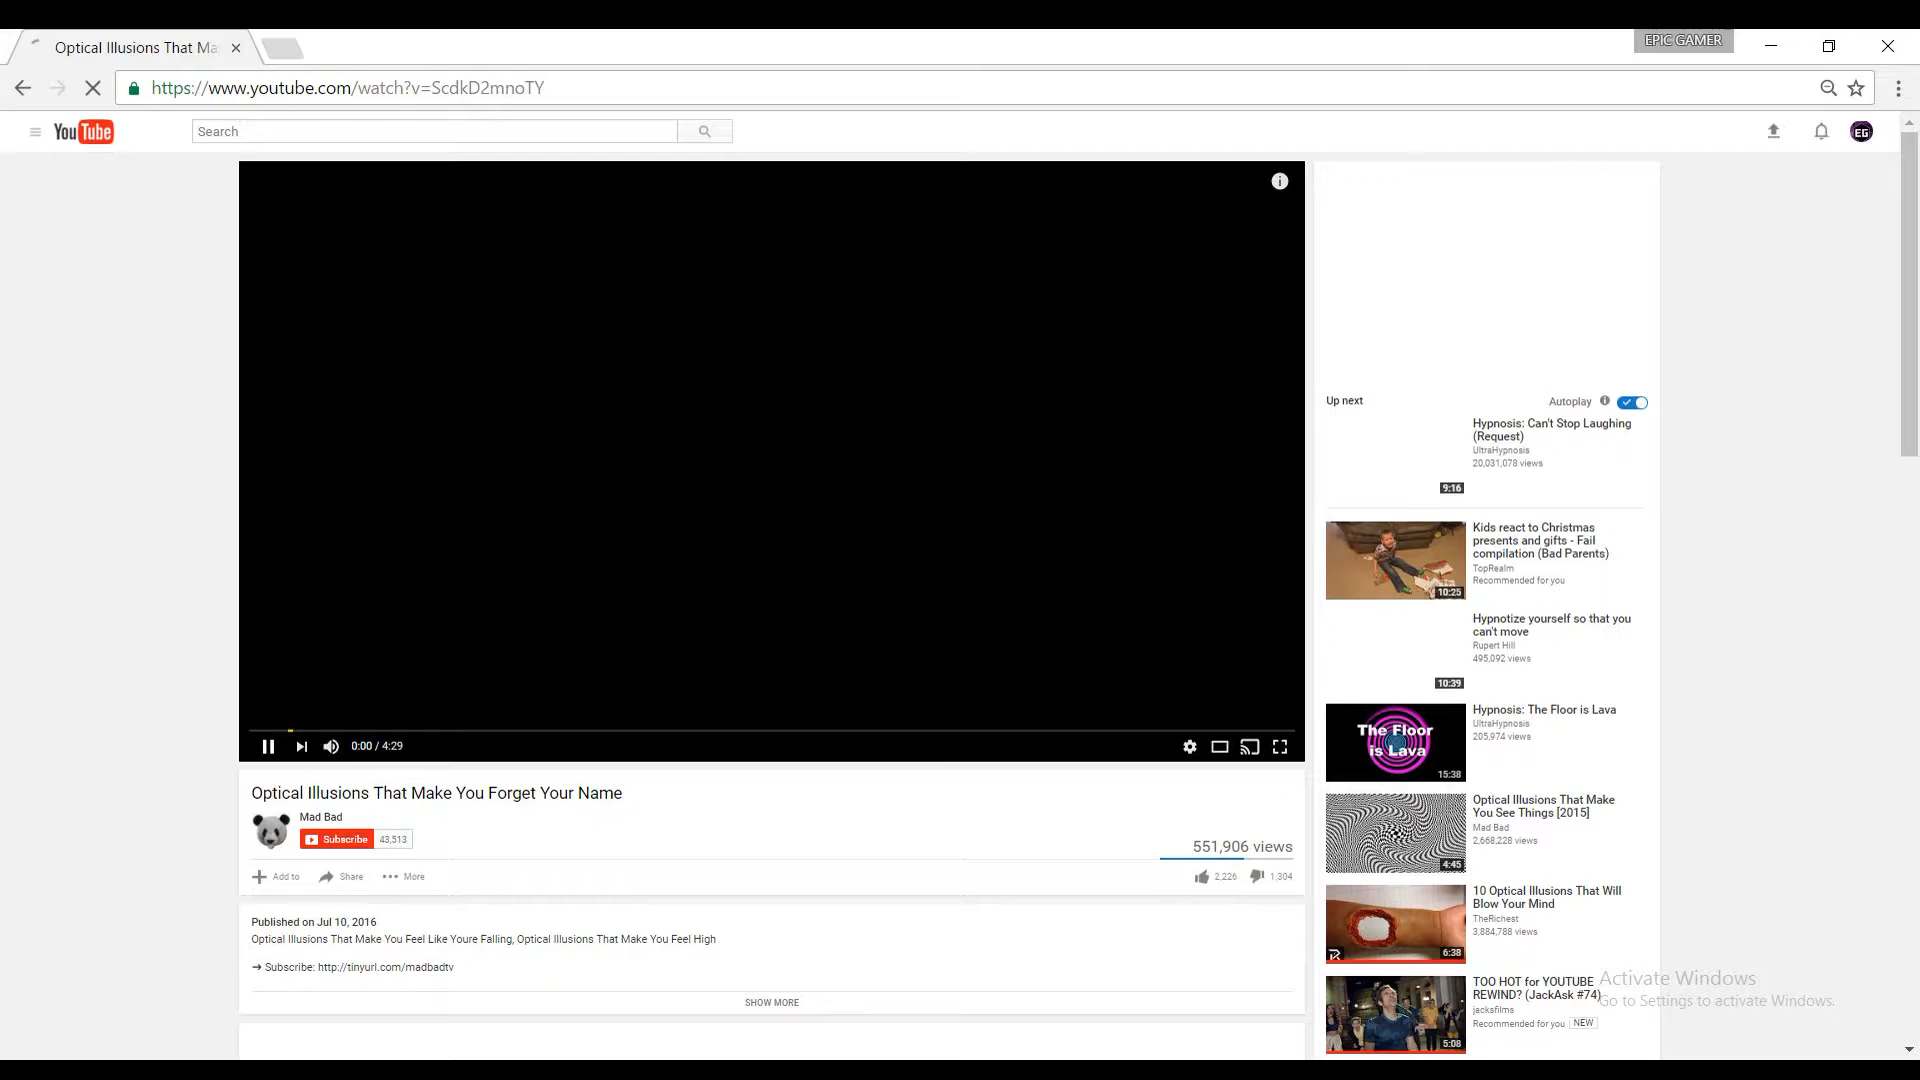 Optical Illusions That Ma
EPIC GAMER
https://www.youtube.com/watch?v=ScdkD2mnoTY
YouTube
Search
EG
Up next
Autoplay
Hypnosis: Can't Stop Laughing
(Request)
UltraHypnosis
20,031,078 views
9:16
Kids react to Christmas
presents and gifts - Fail
compilation (Bad Parents)
TopRealm
Recommended for you
10:25
Hypnotize yourself so that you
can't move
Rupert Hill
495,092 views
10:39
Hypnosis: The Floor is Lava
UltraHypnosis
205,974 views
The Floor
is Lava
15:38
Optical Illusions That Make
You See Things [2015]
Mad Bad
2,668,228 views
4:45
10 Optical Illusions That Will
Blow Your Mind
TheRichest
3,884,788 views
6:38
TOO HOT for YOUTUBE
REWIND? (JackAsk #74)
jacksfilms
Recommended for you NEW
5:08
0:00 / 4:29
Optical Illusions That Make You Forget Your Name
Mad Bad
Subscribe 43,513
551,906 views
Add to Share More
2,226 1,304
Published on Jul 10, 2016
Optical Illusions That Make You Feel Like Youre Falling, Optical Illusions That Make You Feel High
➔ Subscribe: http://tinyurl.com/madbadtv
SHOW MORE
Activate Windows
Go to Settings to activate Windows.